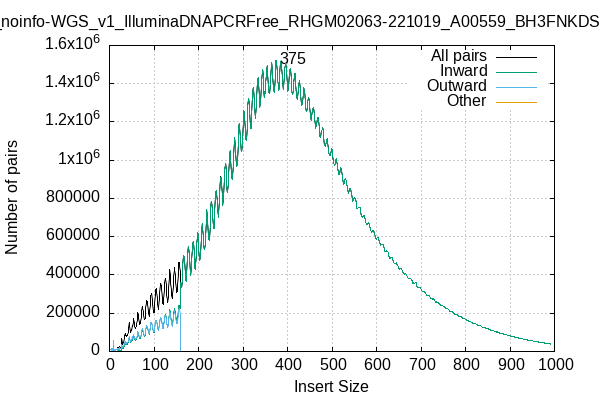 _noinfo-WGS_v1_IlluminaDNAPCRFree_RHGM02063-221019_A00559_BH3FNKDS
1.6x10^6
1.4x10^6
1.2x10^6
1x10^6
800000
600000
400000
200000
0
Number of pairs
375
All pairs
Inward
Outward
Other
0 100 200 300 400 500 600 700 800 900 1000
Insert Size